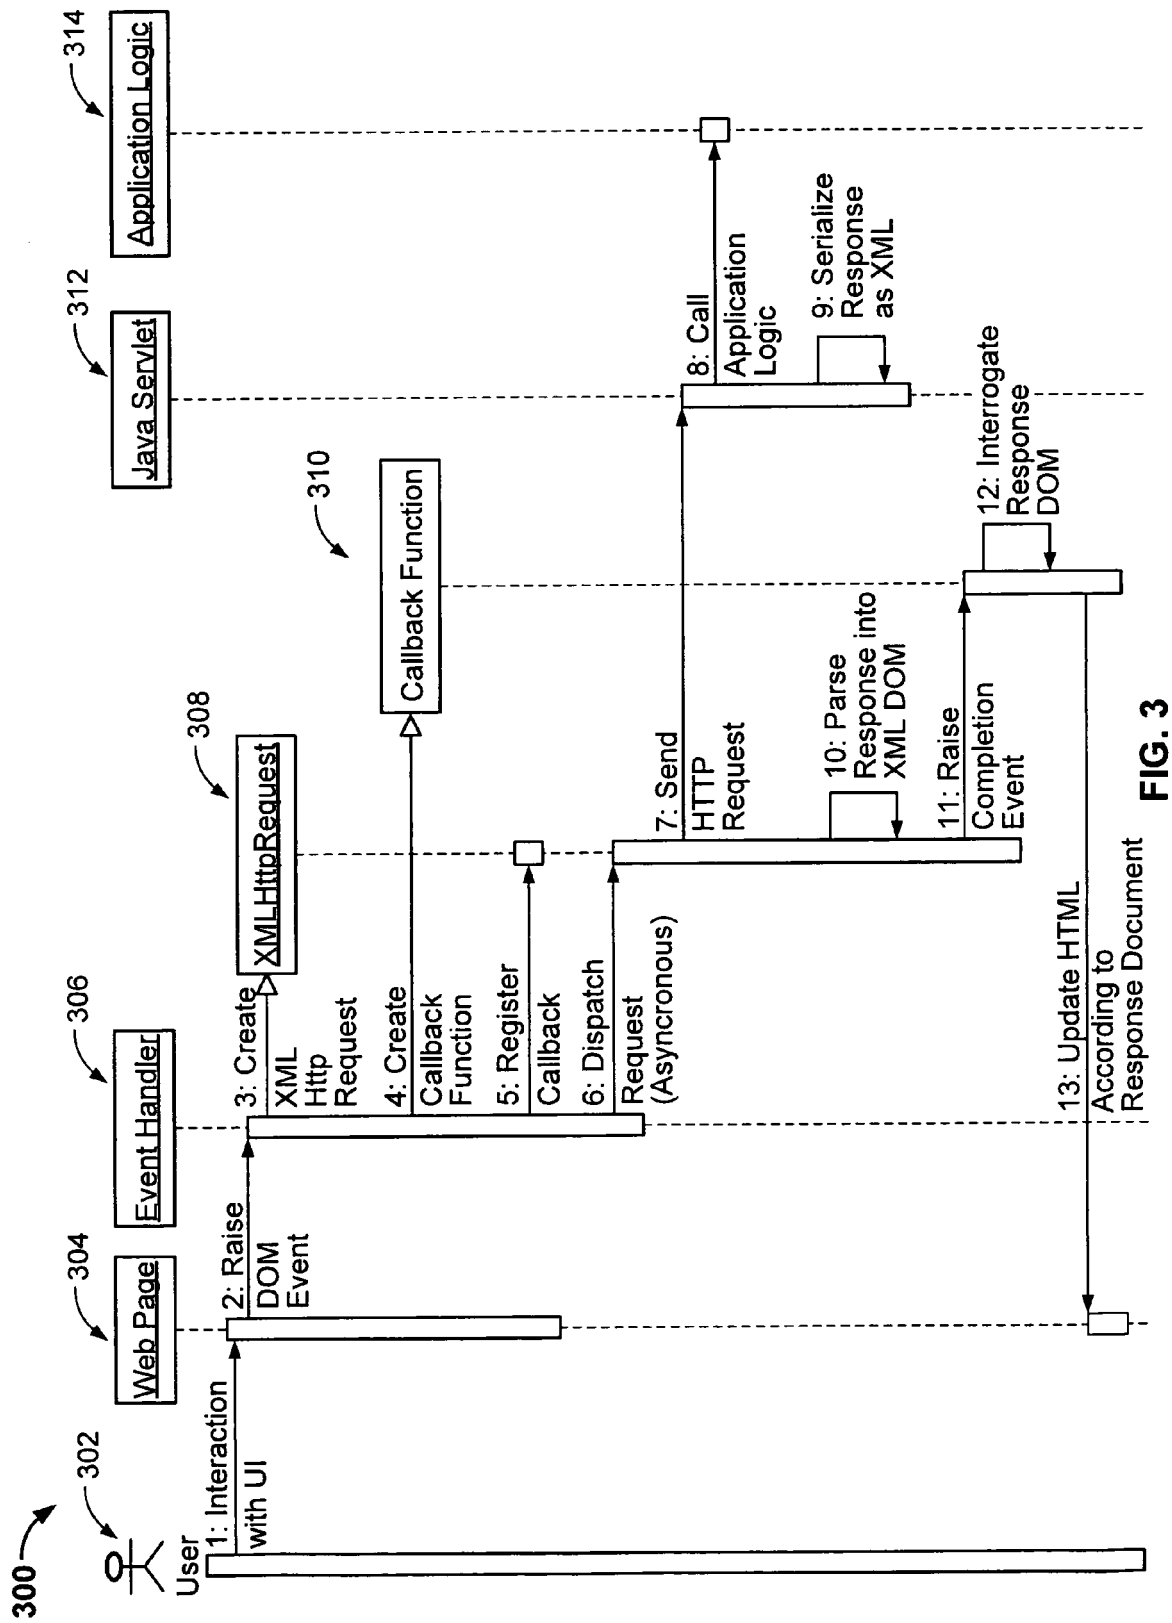 300
302
User
304
Web Page
306
Event Handler
308
XMLHttpRequest
310
Callback Function
312
Java Servlet
314
Application Logic
1: Interaction
with UI
2: Raise
DOM
Event
3: Create
XML
Http
Request
4: Create
Callback
Function
5: Register
Callback
6: Dispatch
Request
(Asyncronous)
7: Send
HTTP
Request
8: Call
Application
Logic
9: Serialize
Response
as XML
10: Parse
Response into
XML DOM
11: Raise
Completion
Event
12: Interrogate
Response
DOM
13: Update HTML
According to
Response Document
FIG. 3